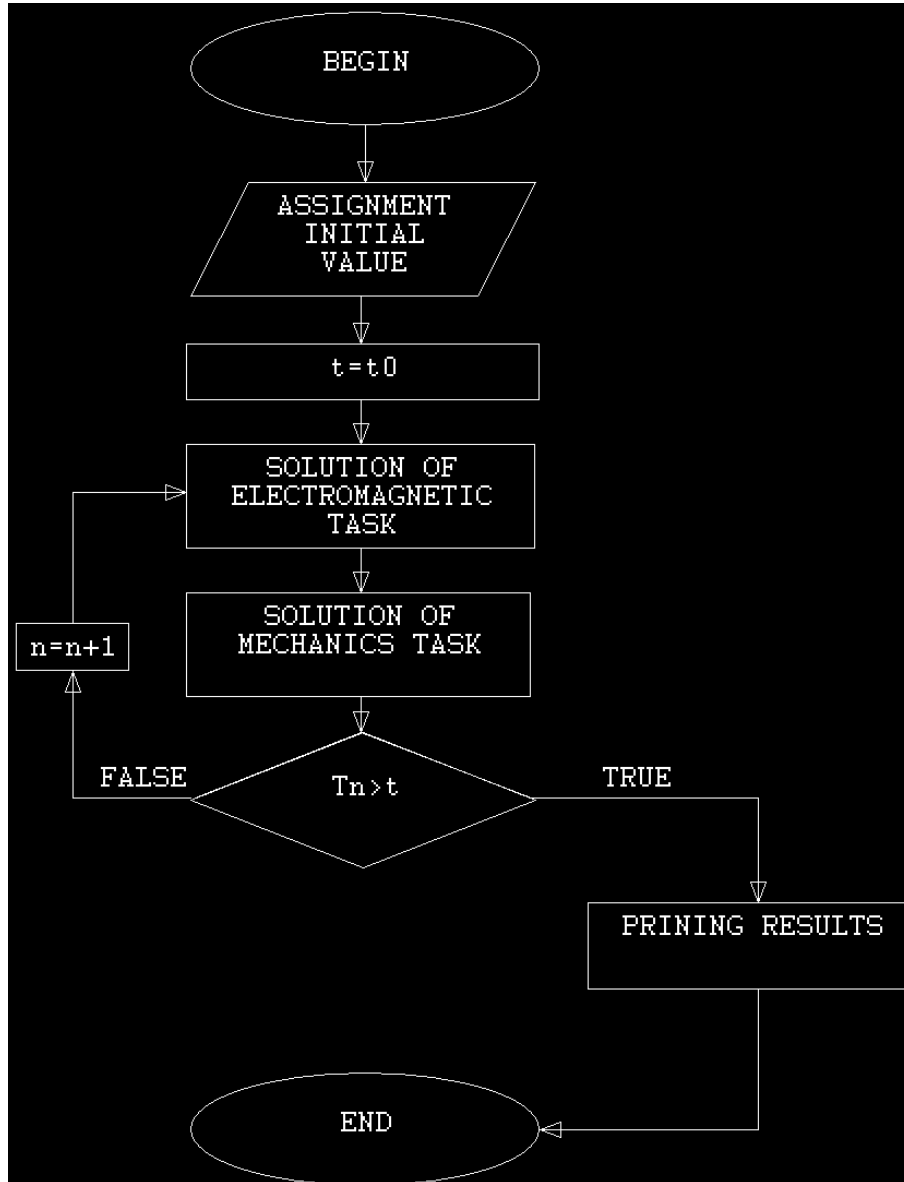 BEGIN
ASSIGNMENT
INITIAL
VALUE
t=t0
SOLUTION OF
ELECTROMAGNETIC
TASK
SOLUTION OF
MECHANICS TASK
n=n+1
FALSE
Tn>t
TRUE
PRINING RESULTS
END